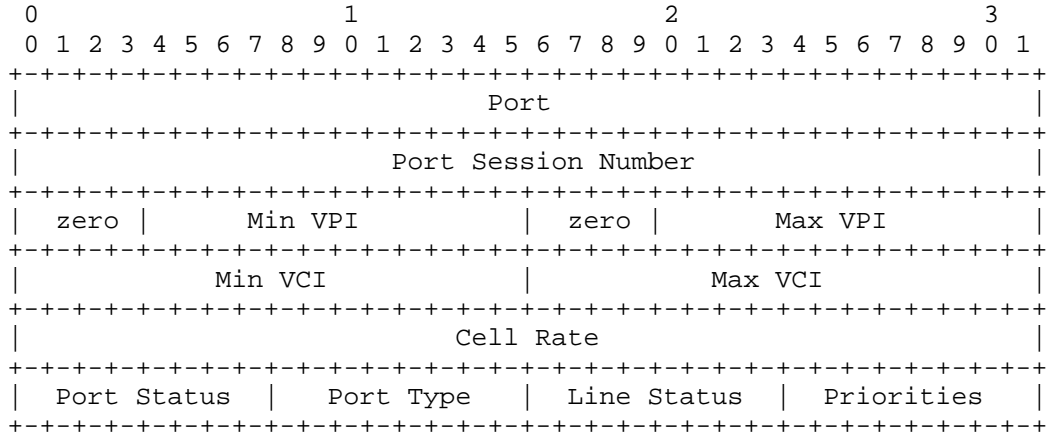 0                   1                   2                   3
 0 1 2 3 4 5 6 7 8 9 0 1 2 3 4 5 6 7 8 9 0 1 2 3 4 5 6 7 8 9 0 1
+-+-+-+-+-+-+-+-+-+-+-+-+-+-+-+-+-+-+-+-+-+-+-+-+-+-+-+-+-+-+-+-+
|                             Port                              |
+-+-+-+-+-+-+-+-+-+-+-+-+-+-+-+-+-+-+-+-+-+-+-+-+-+-+-+-+-+-+-+-+
|                       Port Session Number                     |
+-+-+-+-+-+-+-+-+-+-+-+-+-+-+-+-+-+-+-+-+-+-+-+-+-+-+-+-+-+-+-+-+
|  zero |      Min VPI          |  zero |       Max VPI         |
+-+-+-+-+-+-+-+-+-+-+-+-+-+-+-+-+-+-+-+-+-+-+-+-+-+-+-+-+-+-+-+-+
|            Min VCI            |           Max VCI             |
+-+-+-+-+-+-+-+-+-+-+-+-+-+-+-+-+-+-+-+-+-+-+-+-+-+-+-+-+-+-+-+-+
|                           Cell Rate                           |
+-+-+-+-+-+-+-+-+-+-+-+-+-+-+-+-+-+-+-+-+-+-+-+-+-+-+-+-+-+-+-+-+
|  Port Status  |   Port Type   |  Line Status  |  Priorities   |
+-+-+-+-+-+-+-+-+-+-+-+-+-+-+-+-+-+-+-+-+-+-+-+-+-+-+-+-+-+-+-+-+